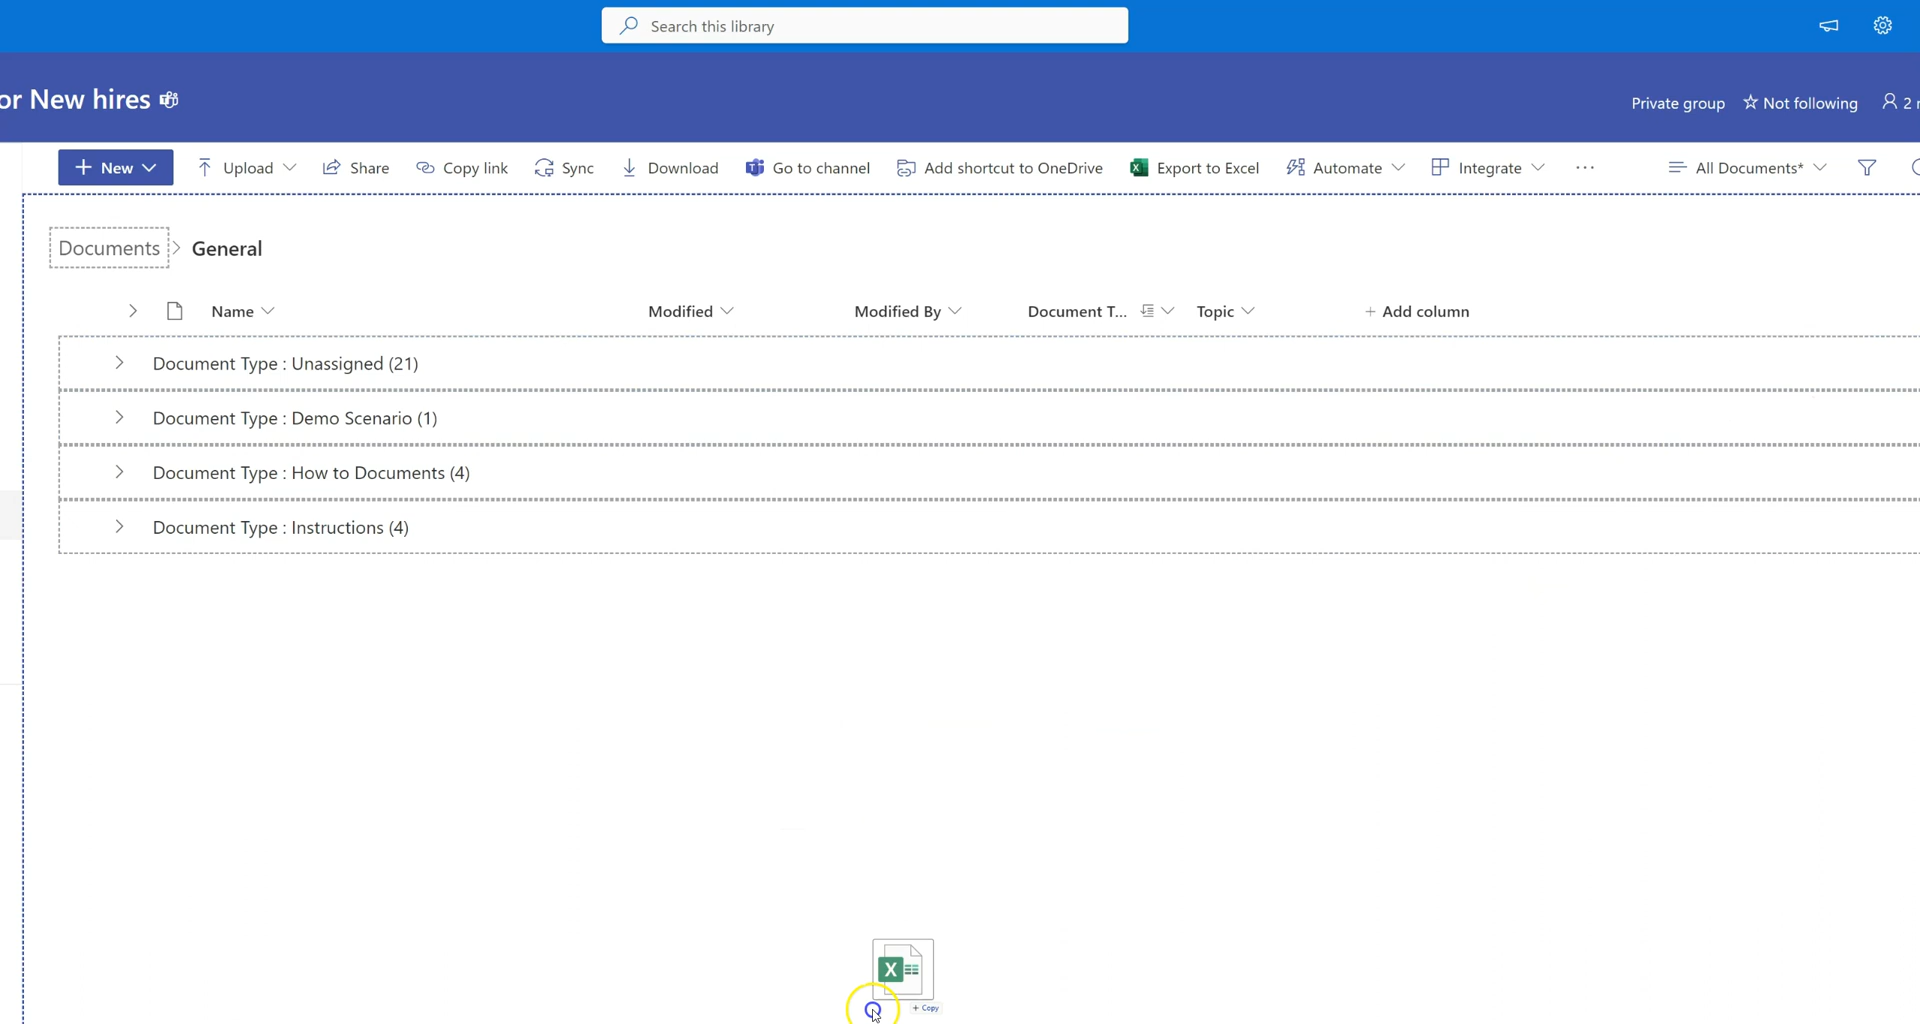 Search this library
or New hires
Private group Not following 2
New Upload Share Copy link Sync Download Go to channel Add shortcut to OneDrive Export to Excel Automate Integrate ... All Documents*
Documents > General
Name Modified Modified By Document T... Topic + Add column
Document Type : Unassigned (21)
Document Type : Demo Scenario (1)
Document Type : How to Documents (4)
Document Type : Instructions (4)
X
+ Copy